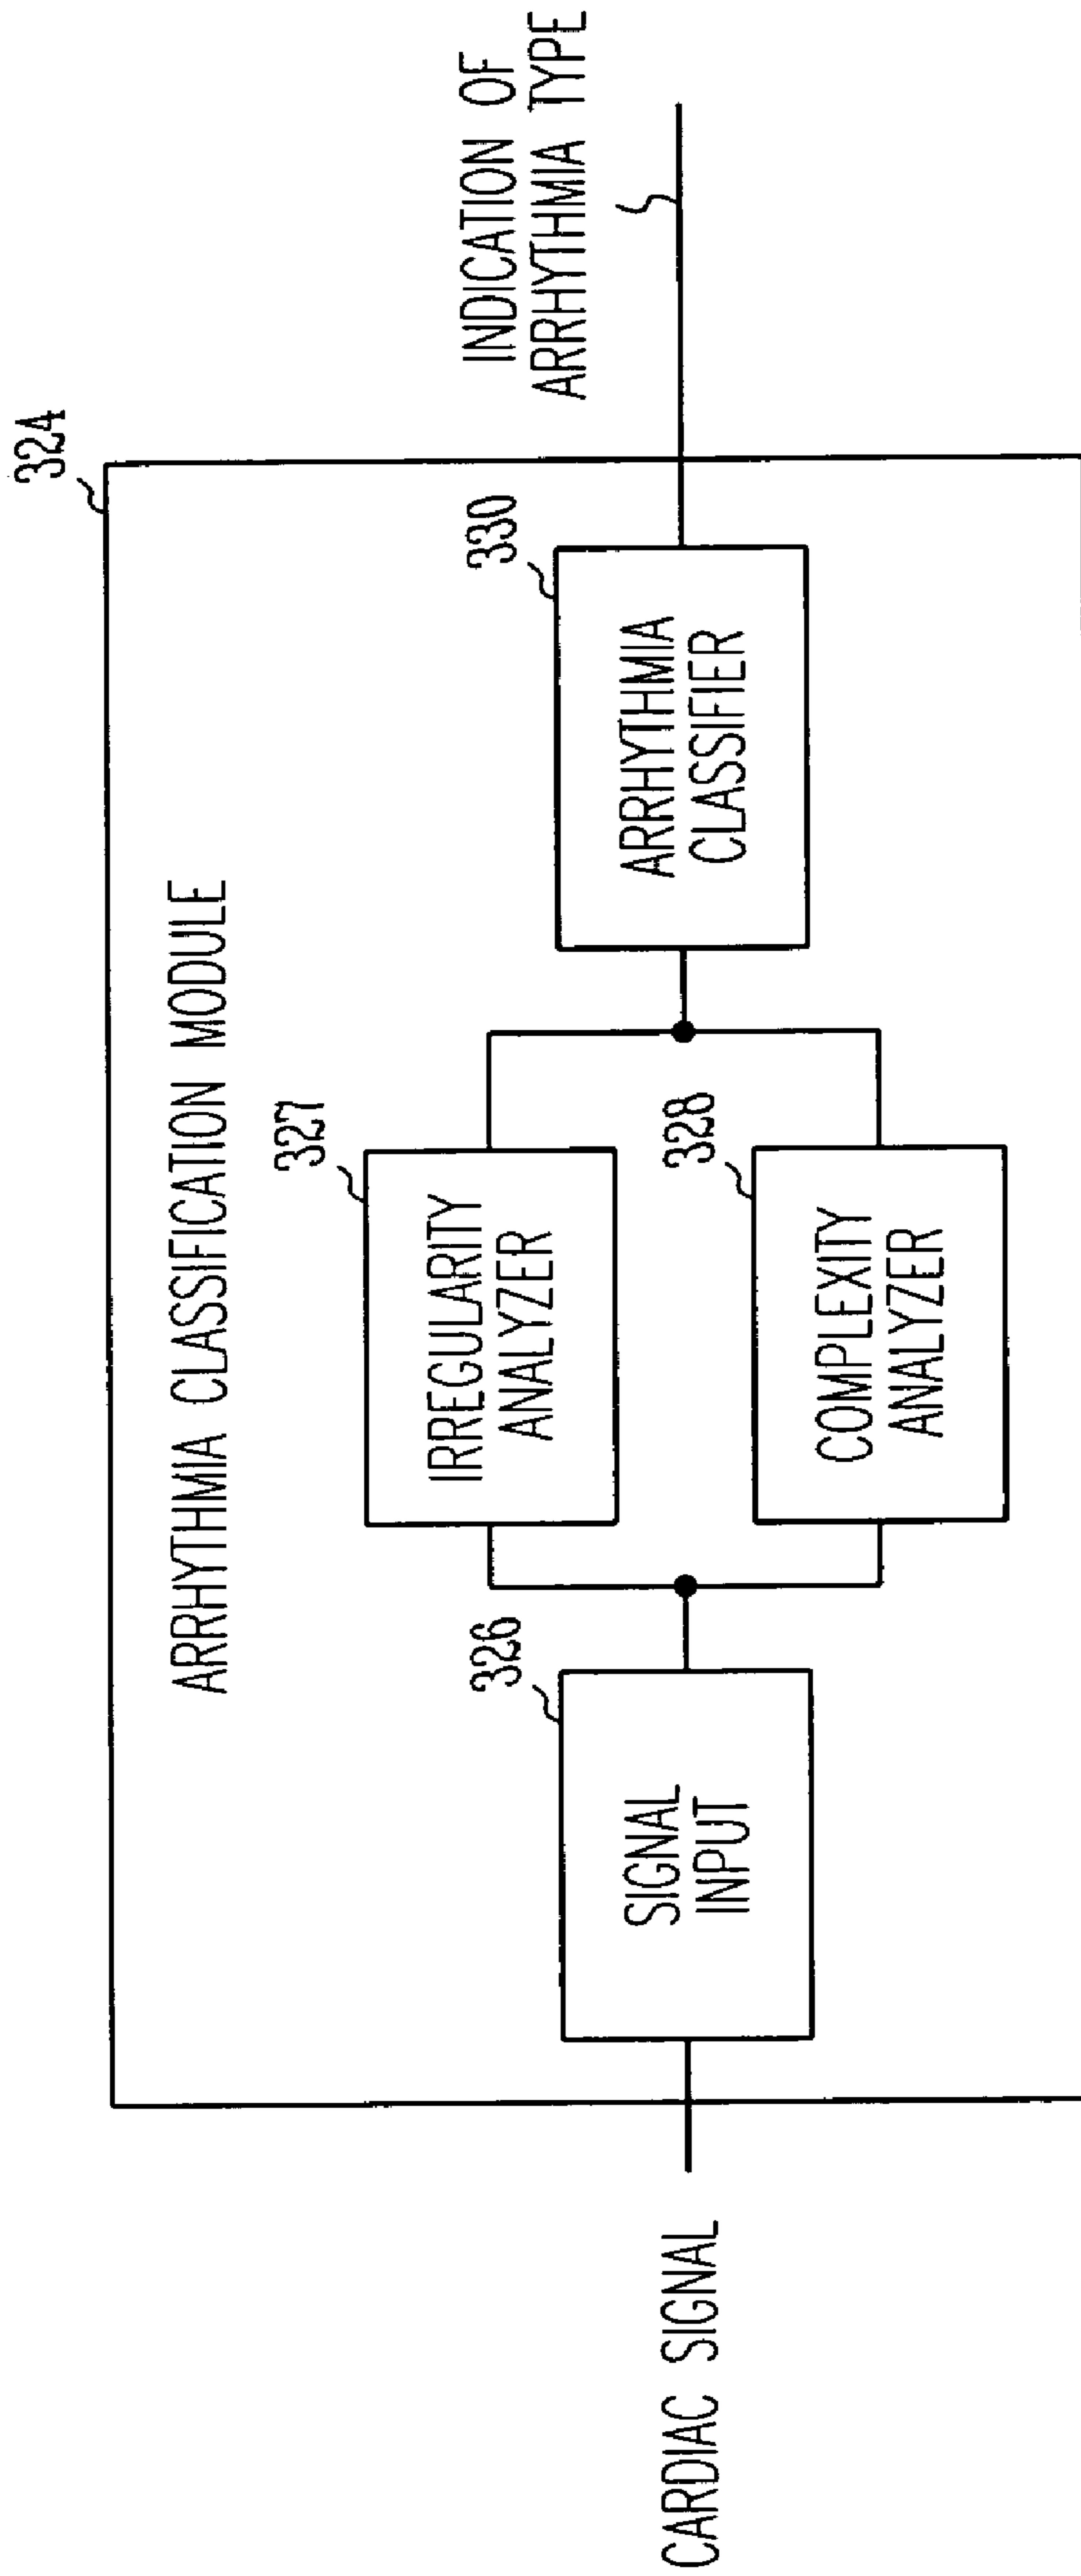 324
ARRHYTHMIA CLASSIFICATION MODULE
CARDIAC SIGNAL
326
SIGNAL
INPUT
327
IRREGULARITY
ANALYZER
328
COMPLEXITY
ANALYZER
330
ARRHYTHMIA
CLASSIFIER
INDICATION OF
ARRHYTHMIA TYPE